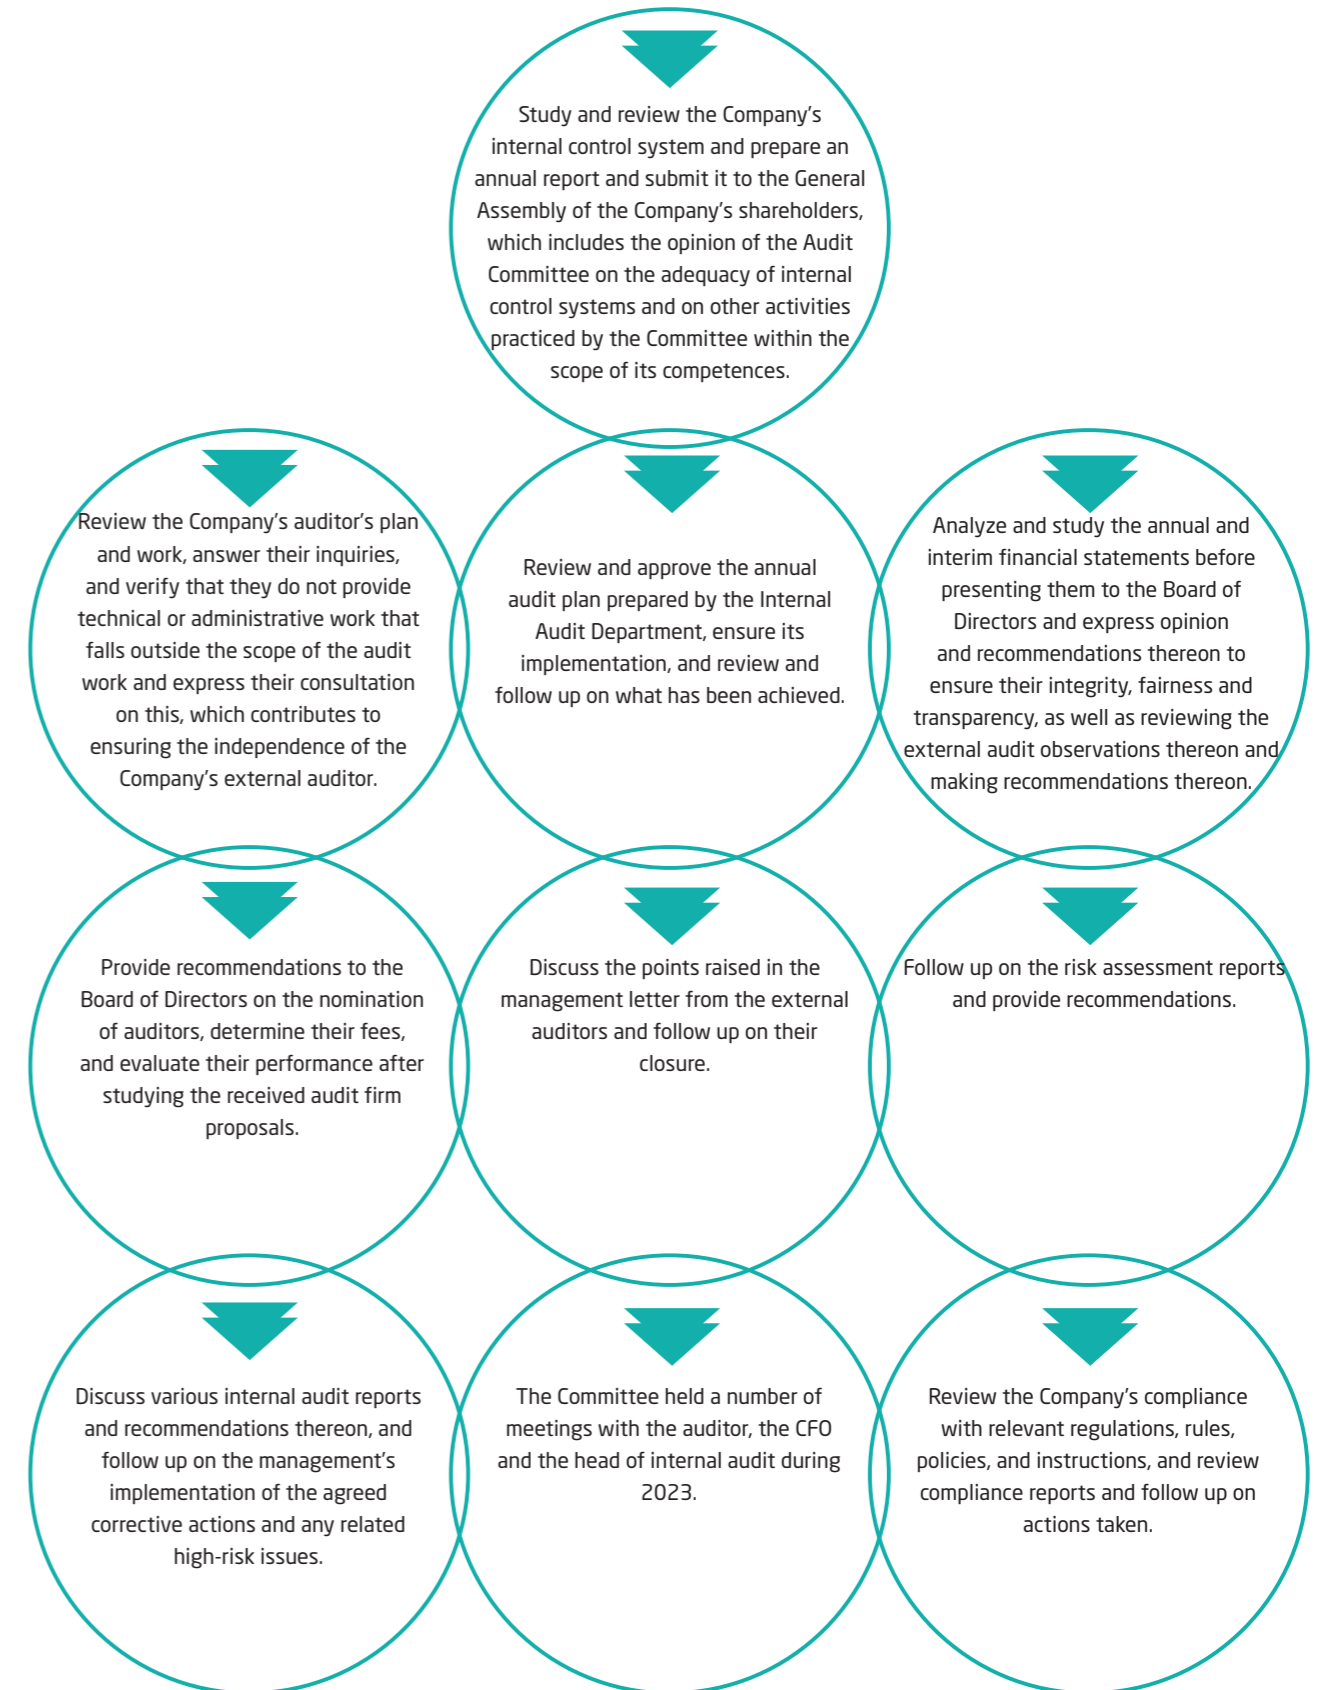 Study and review the Company's
internal control system and prepare an
annual report and submit it to the General
Assembly of the Company's shareholders,
which includes the opinion of the Audit
Committee on the adequacy of internal
control systems and on other activities
practiced by the Committee within the
scope of its competences.
Review the Company's auditor's plan
and work, answer their inquiries,
and verify that they do not provide
technical or administrative work that
falls outside the scope of the audit
work and express their consultation
on this, which contributes to
ensuring the independence of the
Company's external auditor.
Review and approve the annual
audit plan prepared by the Internal
Audit Department, ensure its
implementation, and review and
follow up on what has been achieved.
Analyze and study the annual and
interim financial statements before
presenting them to the Board of
Directors and express opinion
and recommendations thereon to
ensure their integrity, fairness and
transparency, as well as reviewing the
external audit observations thereon and
making recommendations thereon.
Provide recommendations to the
Board of Directors on the nomination
of auditors, determine their fees,
and evaluate their performance after
studying the received audit firm
proposals.
Discuss the points raised in the
management letter from the external
auditors and follow up on their
closure.
Follow up on the risk assessment reports
and provide recommendations.
Discuss various internal audit reports
and recommendations thereon, and
follow up on the management's
implementation of the agreed
corrective actions and any related
high-risk issues.
The Committee held a number of
meetings with the auditor, the CFO
and the head of internal audit during
2023.
Review the Company's compliance
with relevant regulations, rules,
policies, and instructions, and review
compliance reports and follow up on
actions taken.